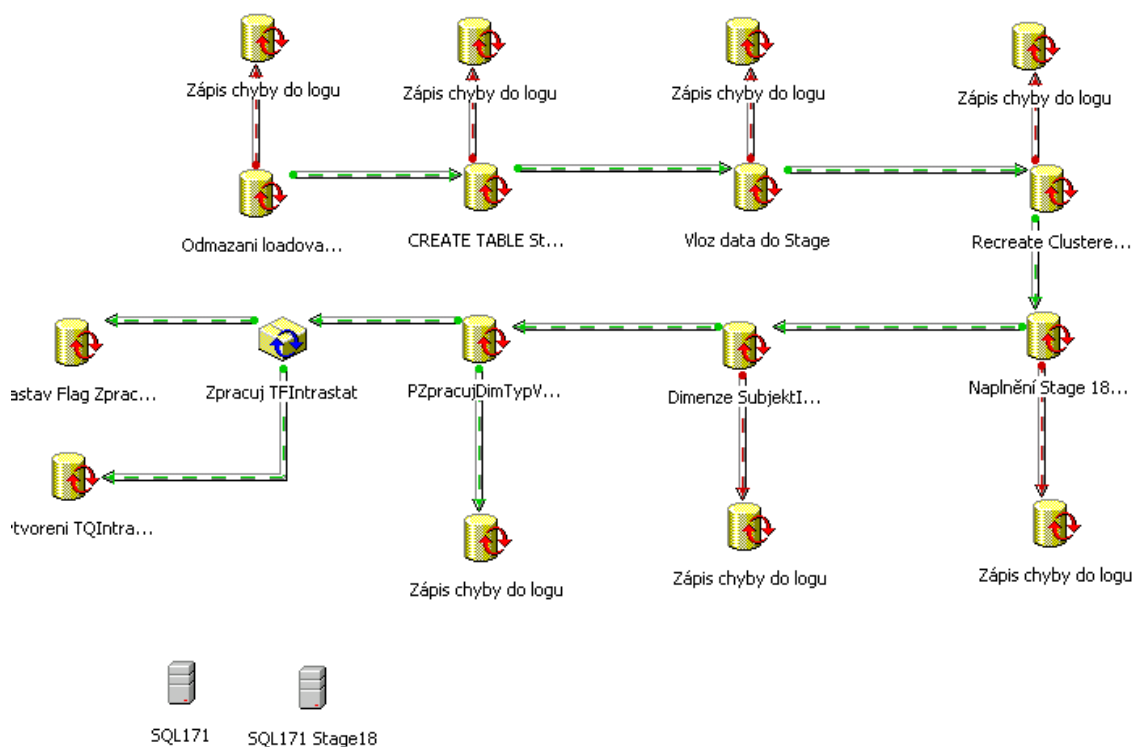 Zápis chyby do logu
Zápis chyby do logu
Zápis chyby do logu
Zápis chyby do logu
Odmazani loadova...
CREATE TABLE St...
Vloz data do Stage
Recreate Clustere...
astav Flag Zprac...
Zpracuj TFIntrastat
PZpracujDimTypV...
Dimenze SubjektI...
Naplnění Stage 18...
tvoreni TQIntra...
Zápis chyby do logu
Zápis chyby do logu
Zápis chyby do logu
SQL171
SQL171 Stage18